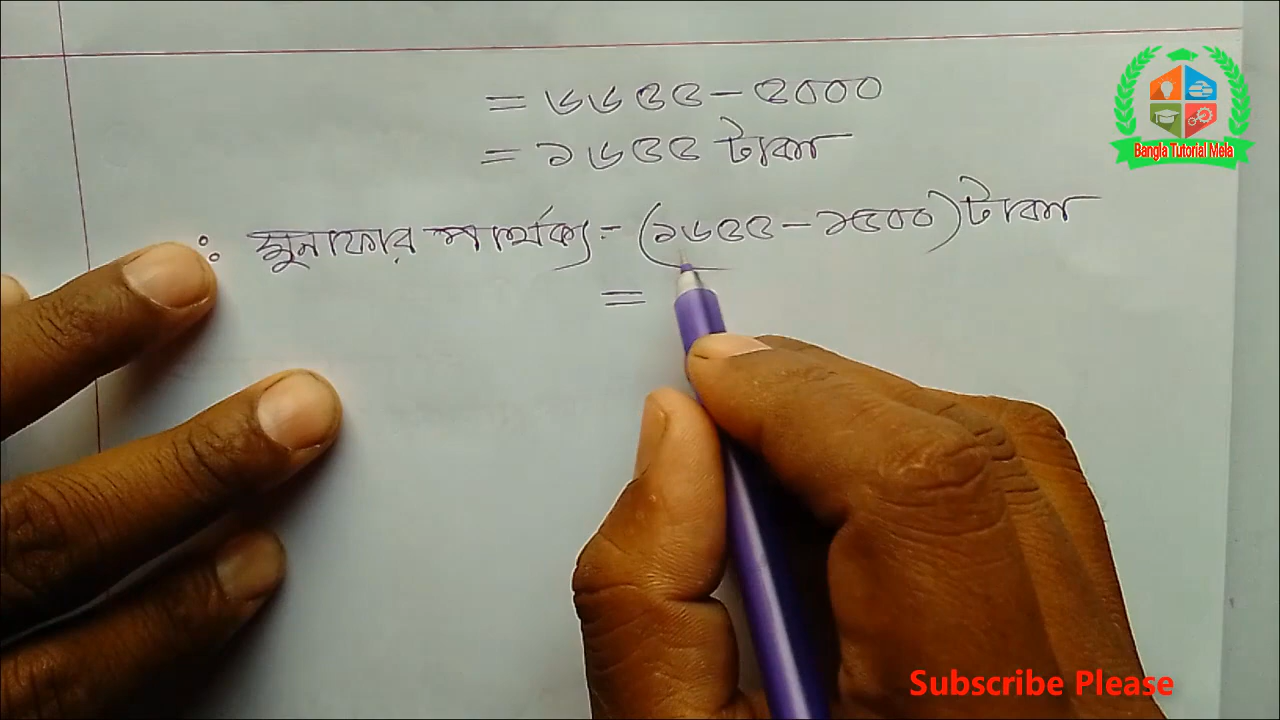 = ৬৬৫৫ − ৫০০০
= ১৬৫৫ টাকা
Bangla Tutorial Mela
∴ মুনাফার পার্থক্য = (১৬৫৫ − ১৫০০) টাকা
=
Subscribe Please